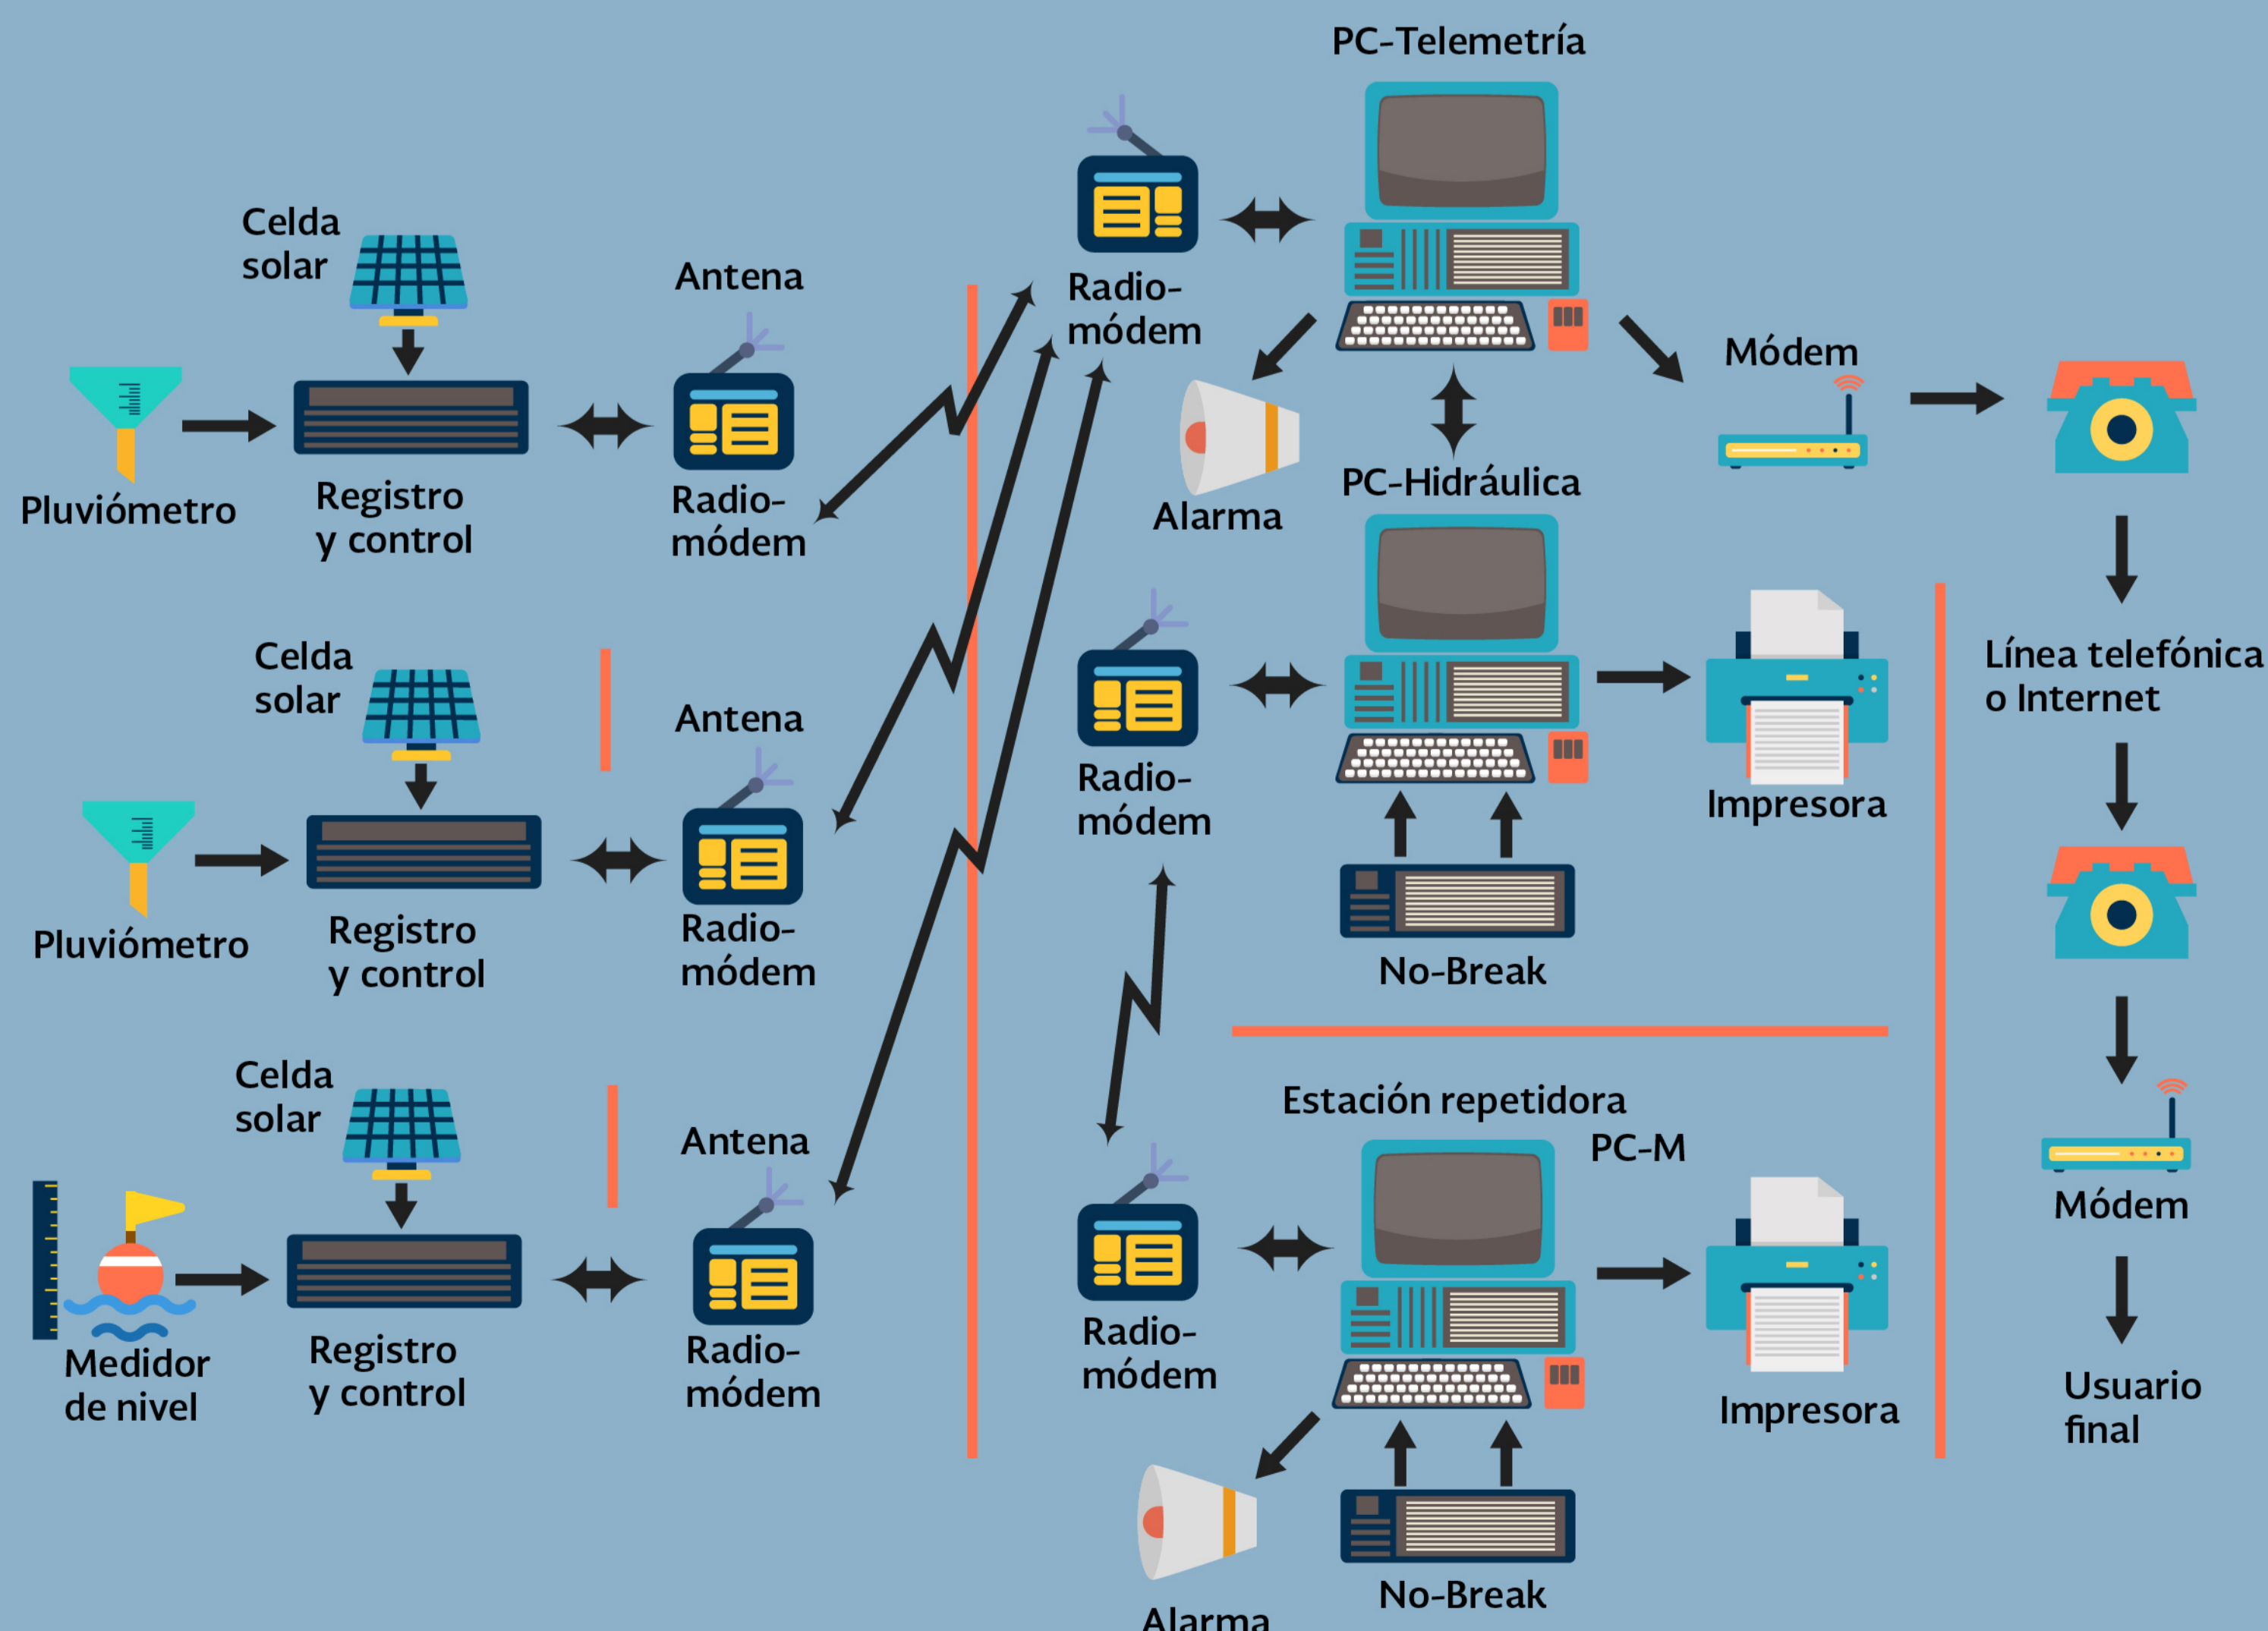 PC-Telemetría
Celda
solar
Antena
Pluviómetro
Registro
y control
Radio-
módem
Celda
solar
Antena
Pluviómetro
Registro
y control
Radio-
módem
Celda
solar
Antena
Medidor
de nivel
Registro
y control
Radio-
módem
Radio-
módem
Alarma
PC-Hidráulica
Módem
Radio-
módem
Impresora
No-Break
Estación repetidora
PC-M
Radio-
módem
Impresora
Alarma
No-Break
Línea telefónica
o Internet
Módem
Usuario
final